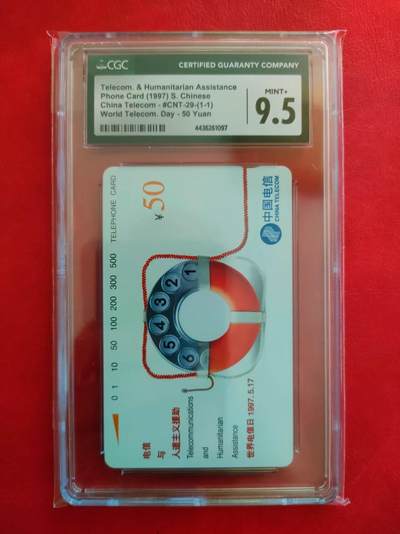 CGC
CERTIFIED GUARANTY COMPANY
Telecom. & Humanitarian Assistance
Phone Card (1997) S. Chinese
China Telecom - #CNT-29-(1-1)
World Telecom. Day - 50 Yuan
MINT+
9.5
4436261097
中国电信
CHINA TELECOM
¥50
TELEPHONE CARD
0 1 10 50 100 200 300 500
1
2
3
4
5
6
电信
与
人道主义援助
Telecommunications
and
Humanitarian
Assistance
世界电信日 1997.5.17